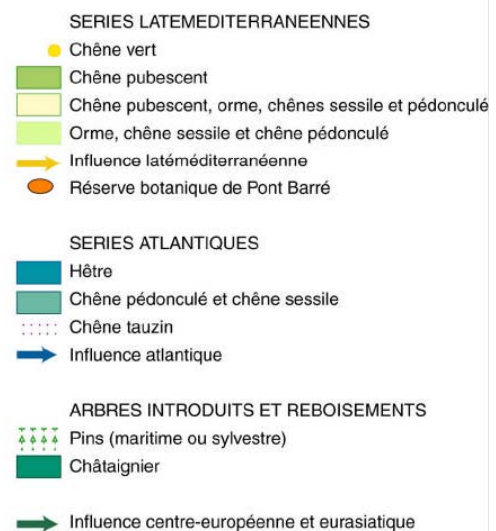 SERIES LATEMEDITERRANEENNES
Chêne vert
Chêne pubescent
Chêne pubescent, orme, chênes sessile et pédonculé
Orme, chêne sessile et chêne pédonculé
Influence latéméditerranéenne
Réserve botanique de Pont Barré
SERIES ATLANTIQUES
Hêtre
Chêne pédonculé et chêne sessile
Chêne tauzin
Influence atlantique
ARBRES INTRODUITS ET REBOISEMENTS
Pins (maritime ou sylvestre)
Châtaignier
Influence centre-européenne et eurasiatique